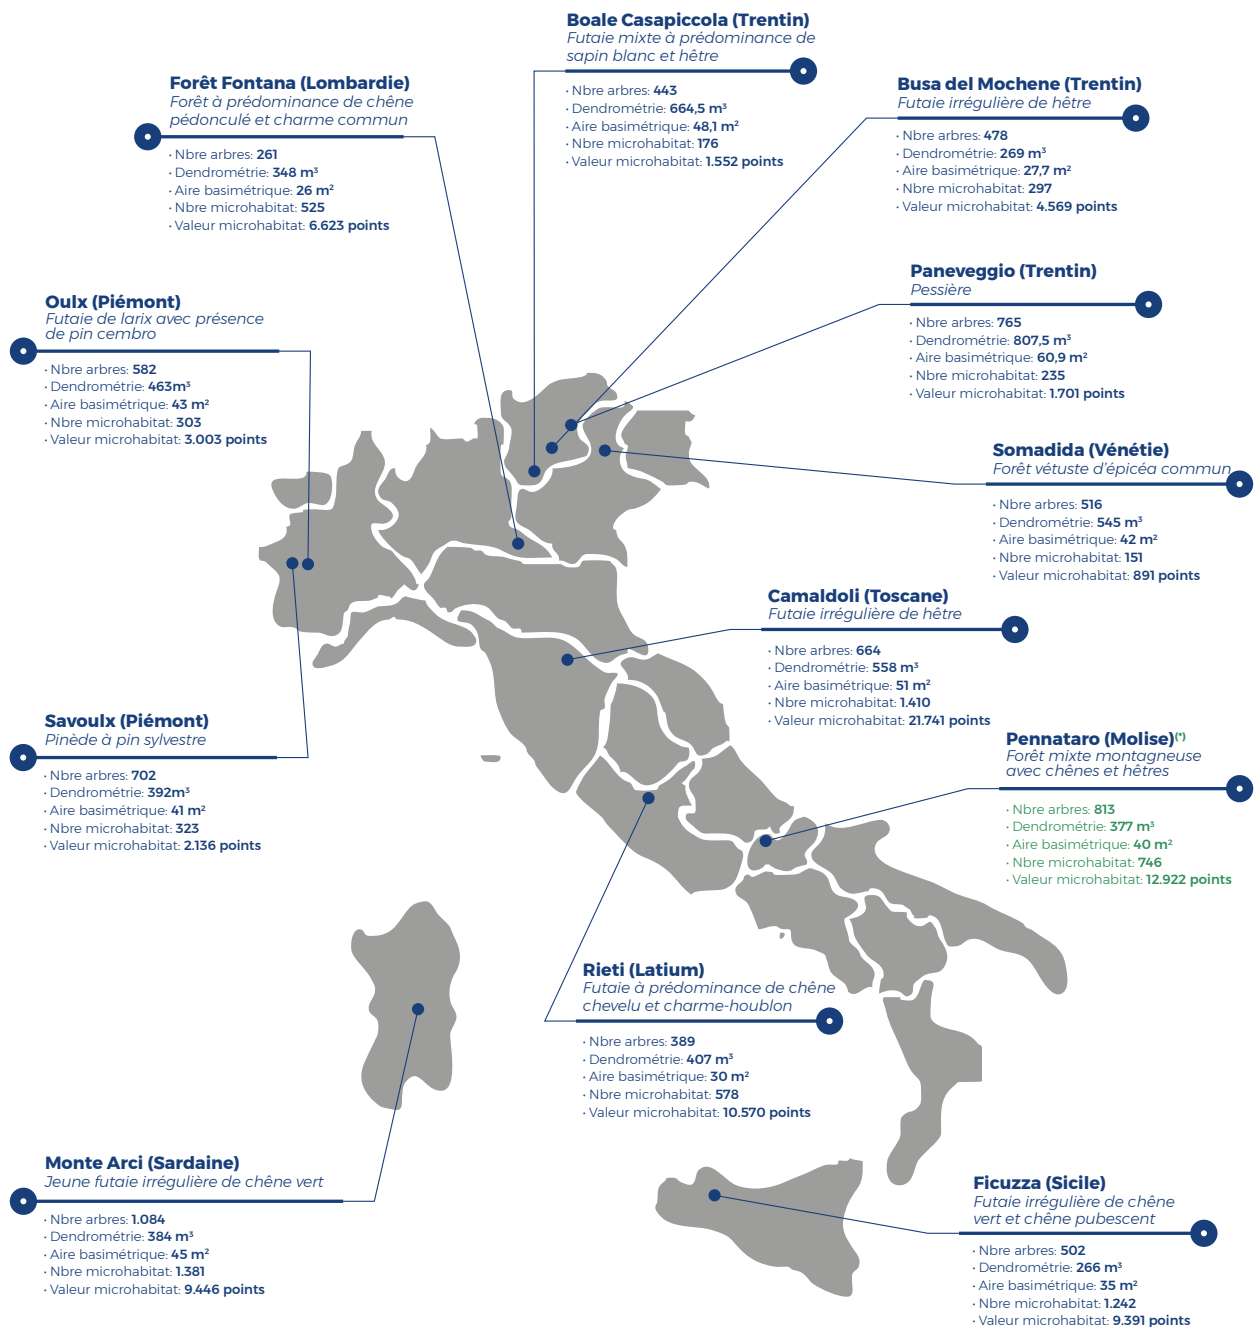 Boale Casapiccola (Trentin)
Futaie mixte à prédominance de
sapin blanc et hêtre
· Nbre arbres: 443
· Dendrométrie: 664,5 m³
· Aire basimétrique: 48,1 m²
· Nbre microhabitat: 176
· Valeur microhabitat: 1.552 points
Forêt Fontana (Lombardie)
Forêt à prédominance de chêne
pédonculé et charme commun
· Nbre arbres: 261
· Dendrométrie: 348 m³
· Aire basimétrique: 26 m²
· Nbre microhabitat: 525
· Valeur microhabitat: 6.623 points
Busa del Mochene (Trentin)
Futaie irrégulière de hêtre
· Nbre arbres: 478
· Dendrométrie: 269 m³
· Aire basimétrique: 27,7 m²
· Nbre microhabitat: 297
· Valeur microhabitat: 4.569 points
Paneveggio (Trentin)
Pessière
· Nbre arbres: 765
· Dendrométrie: 807,5 m³
· Aire basimétrique: 60,9 m²
· Nbre microhabitat: 235
· Valeur microhabitat: 1.701 points
Oulx (Piémont)
Futaie de larix avec présence
de pin cembro
· Nbre arbres: 582
· Dendrométrie: 463m³
· Aire basimétrique: 43 m²
· Nbre microhabitat: 303
· Valeur microhabitat: 3.003 points
Somadida (Vénétie)
Forêt vétuste d'épicéa commun
· Nbre arbres: 516
· Dendrométrie: 545 m³
· Aire basimétrique: 42 m²
· Nbre microhabitat: 151
· Valeur microhabitat: 891 points
Camaldoli (Toscane)
Futaie irrégulière de hêtre
· Nbre arbres: 664
· Dendrométrie: 558 m³
· Aire basimétrique: 51 m²
· Nbre microhabitat: 1.410
· Valeur microhabitat: 21.741 points
Savoulx (Piémont)
Pinède à pin sylvestre
· Nbre arbres: 702
· Dendrométrie: 392m³
· Aire basimétrique: 41 m²
· Nbre microhabitat: 323
· Valeur microhabitat: 2.136 points
Pennataro (Molise)(*)
Forêt mixte montagneuse
avec chênes et hêtres
· Nbre arbres: 813
· Dendrométrie: 377 m³
· Aire basimétrique: 40 m²
· Nbre microhabitat: 746
· Valeur microhabitat: 12.922 points
Rieti (Latium)
Futaie à prédominance de chêne
chevelu et charme-houblon
· Nbre arbres: 389
· Dendrométrie: 407 m³
· Aire basimétrique: 30 m²
· Nbre microhabitat: 578
· Valeur microhabitat: 10.570 points
Monte Arci (Sardaine)
Jeune futaie irrégulière de chêne vert
· Nbre arbres: 1.084
· Dendrométrie: 384 m³
· Aire basimétrique: 45 m²
· Nbre microhabitat: 1.381
· Valeur microhabitat: 9.446 points
Ficuzza (Sicile)
Futaie irrégulière de chêne
vert et chêne pubescent
· Nbre arbres: 502
· Dendrométrie: 266 m³
· Aire basimétrique: 35 m²
· Nbre microhabitat: 1.242
· Valeur microhabitat: 9.391 points